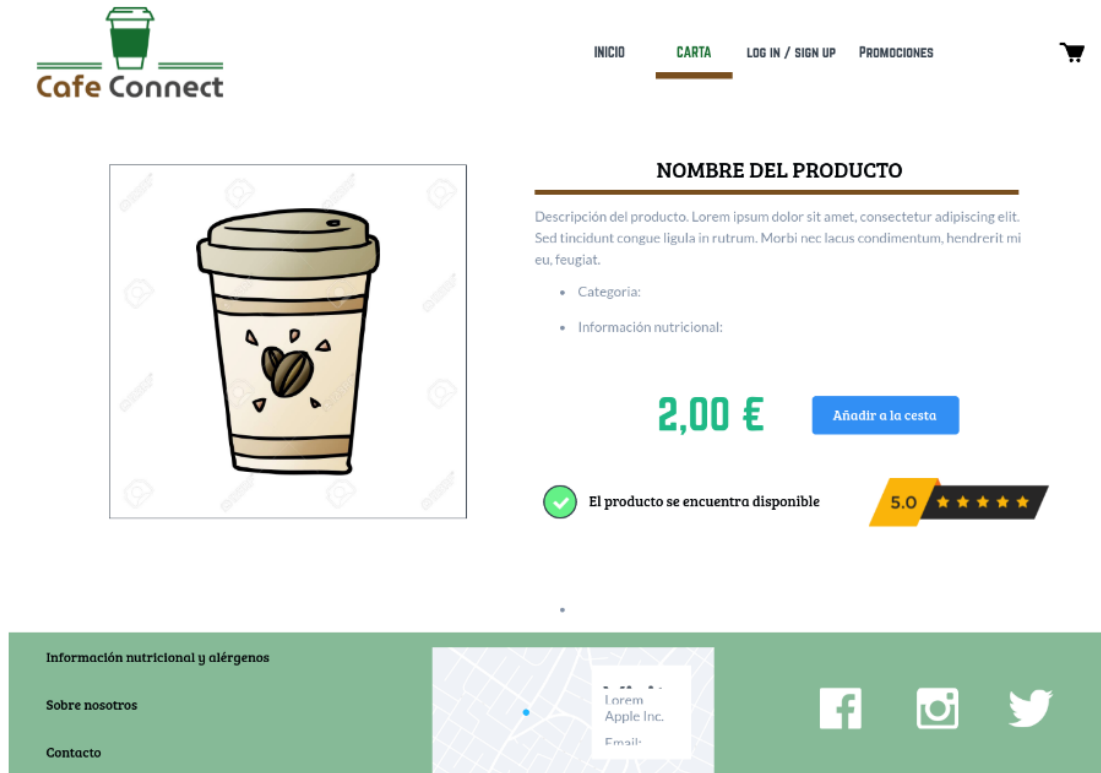 Cafe Connect
INICIO
CARTA
LOG IN / SIGN UP
PROMOCIONES
NOMBRE DEL PRODUCTO
Descripción del producto. Lorem ipsum dolor sit amet, consectetur adipiscing elit.
Sed tincidunt congue ligula in rutrum. Morbi nec lacus condimentum, hendrerit mi
eu, feugiat.
• Categoria:
• Información nutricional:
2,00 €
Añadir a la cesta
El producto se encuentra disponible
5.0
Información nutricional y alérgenos
Sobre nosotros
Contacto
Lorem
Apple Inc.
Email: